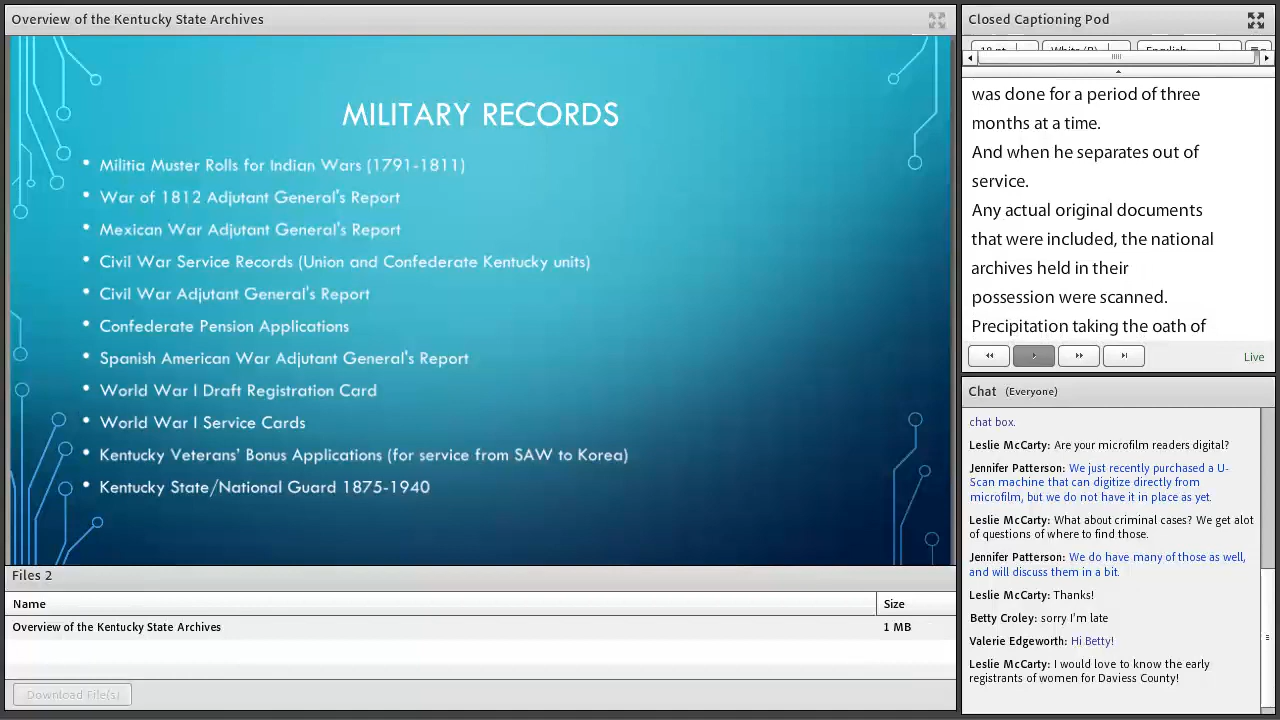 Overview of the Kentucky State Archives
MILITARY RECORDS
• Militia Muster Rolls for Indian Wars (1791-1811)
• War of 1812 Adjutant General's Report
• Mexican War Adjutant General's Report
• Civil War Service Records (Union and Confederate Kentucky units)
• Civil War Adjutant General's Report
• Confederate Pension Applications
• Spanish American War Adjutant General's Report
• World War I Draft Registration Card
• World War I Service Cards
• Kentucky Veterans' Bonus Applications (for service from SAW to Korea)
• Kentucky State/National Guard 1875-1940
Files 2
Name Size
Overview of the Kentucky State Archives 1 MB
Download File(s)
Closed Captioning Pod
English
was done for a period of three
months at a time.
And when he separates out of
service.
Any actual original documents
that were included, the national
archives held in their
possession were scanned.
Precipitation taking the oath of
Live
Chat (Everyone)
chat box.
Leslie McCarty: Are your microfilm readers digital?
Jennifer Patterson: We just recently purchased a U-
Scan machine that can digitize directly from
microfilm, but we do not have it in place as yet.
Leslie McCarty: What about criminal cases? We get alot
of questions of where to find those.
Jennifer Patterson: We do have many of those as well,
and will discuss them in a bit.
Leslie McCarty: Thanks!
Betty Croley: sorry I'm late
Valerie Edgeworth: Hi Betty!
Leslie McCarty: I would love to know the early
registrants of women for Daviess County!